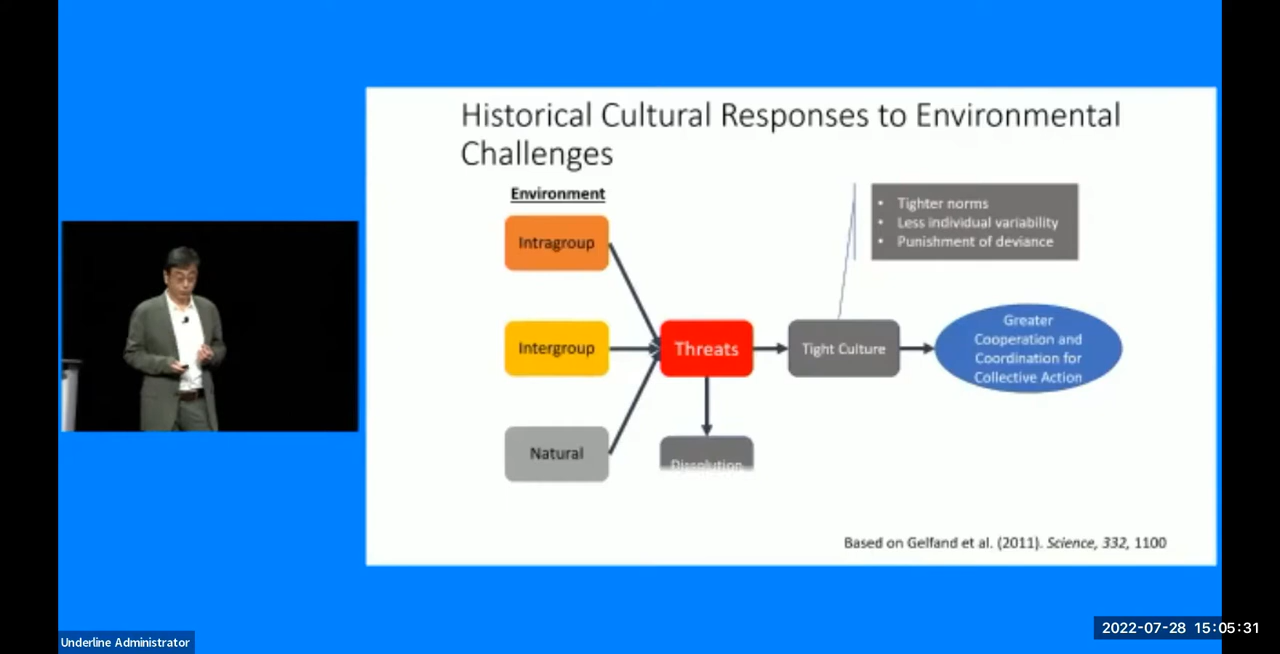 Historical Cultural Responses to Environmental
Challenges
Environment
Intragroup
Intergroup
Natural
Threats
Dissolution
Tight Culture
• Tighter norms
• Less individual variability
• Punishment of deviance
Greater
Cooperation and
Coordination for
Collective Action
Based on Gelfand et al. (2011). Science, 332, 1100
Underline Administrator
2022-07-28 15:05:31